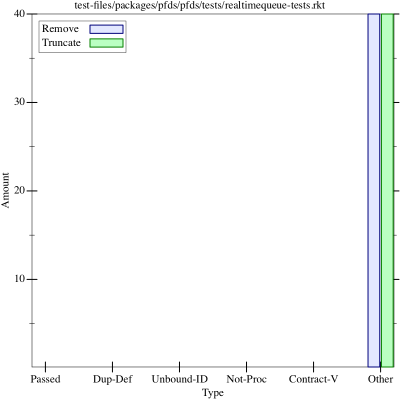 test-files/packages/pfds/pfds/tests/realtimequeue-tests.rkt
40
Remove
Truncate
30
Amount
20
10
Passed Dup-Def Unbound-ID Not-Proc Contract-V Other
Type